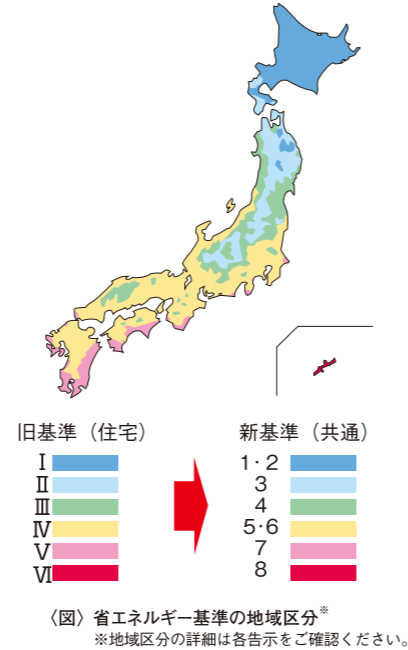 旧基準（住宅）
新基準（共通）
Ⅰ 1・2
Ⅱ 3
Ⅲ 4
Ⅳ 5・6
Ⅴ 7
Ⅵ 8
〈図〉省エネルギー基準の地域区分※
※地域区分の詳細は各告示をご確認ください。